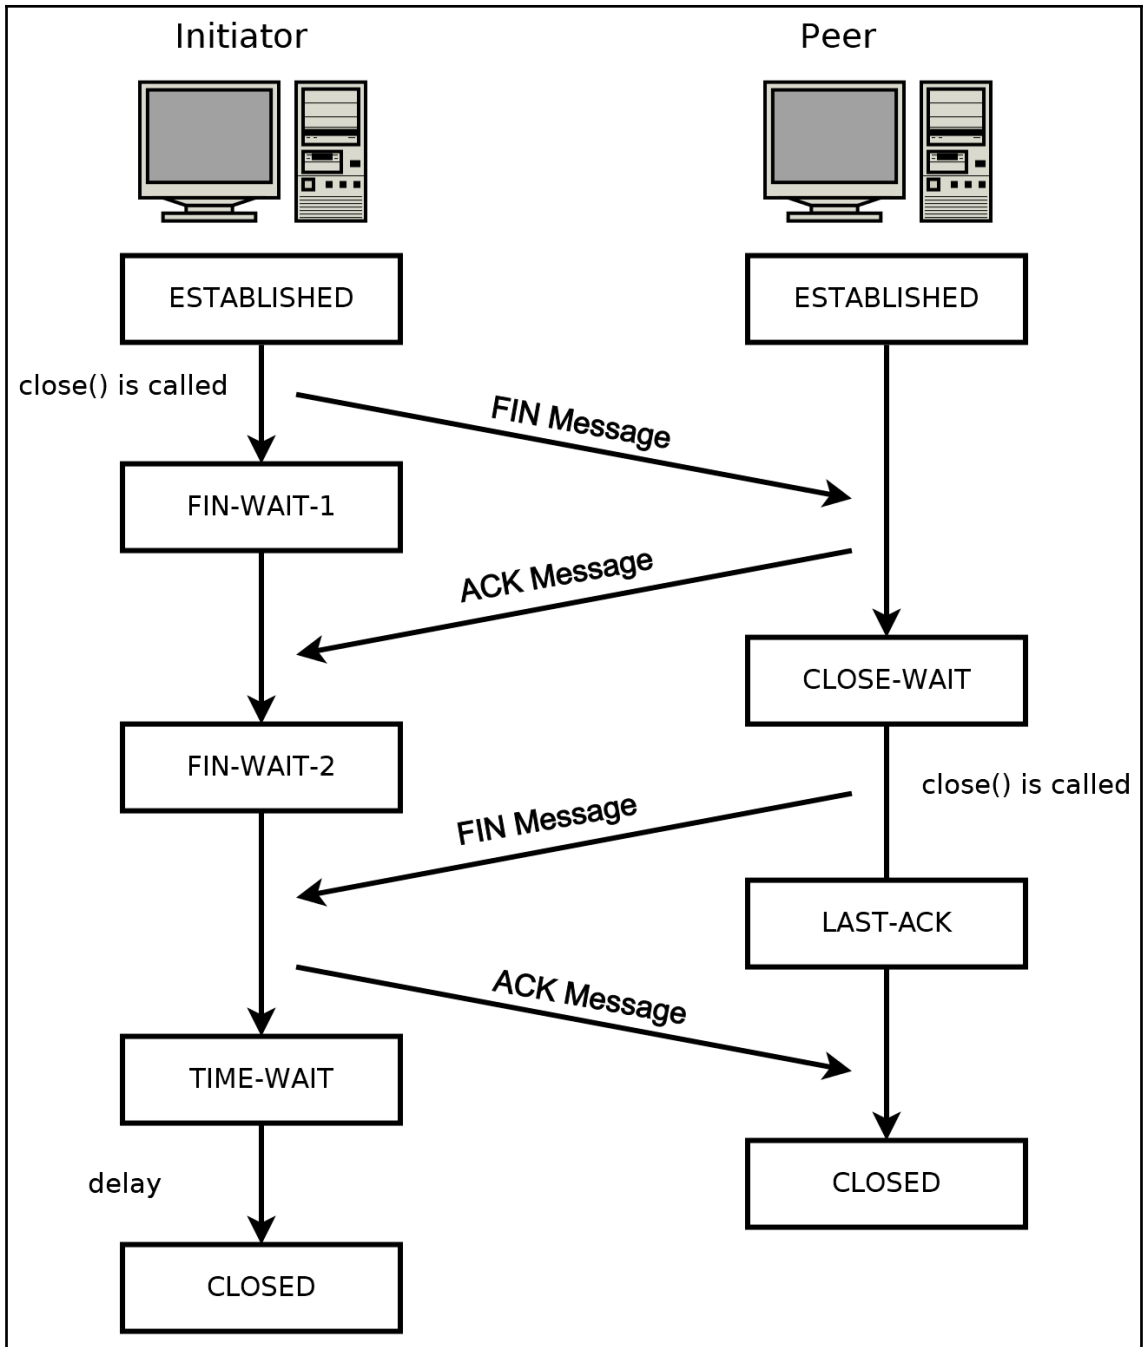 Initiator
Peer
ESTABLISHED
ESTABLISHED
close() is called
FIN Message
FIN-WAIT-1
ACK Message
CLOSE-WAIT
FIN-WAIT-2
close() is called
FIN Message
LAST-ACK
ACK Message
TIME-WAIT
CLOSED
delay
CLOSED